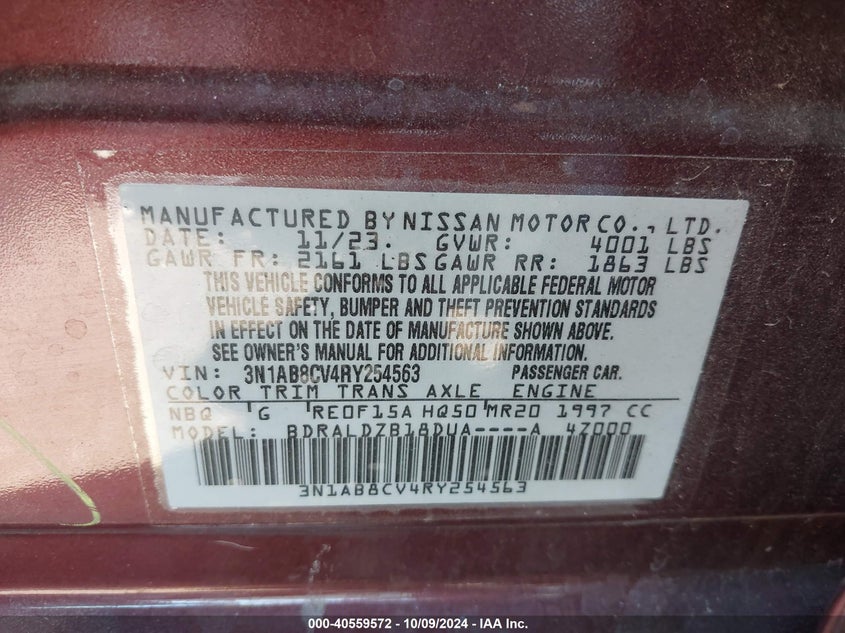 MANUFACTURED BY NISSAN MOTOR CO., LTD.
DATE: 11/23. GVWR: 4001 LBS
GAWR FR: 2161 LBS GAWR RR: 1863 LBS
THIS VEHICLE CONFORMS TO ALL APPLICABLE FEDERAL MOTOR
VEHICLE SAFETY, BUMPER AND THEFT PREVENTION STANDARDS
IN EFFECT ON THE DATE OF MANUFACTURE SHOWN ABOVE.
SEE OWNER'S MANUAL FOR ADDITIONAL INFORMATION.
VIN: 3N1AB8CV4RY254563 PASSENGER CAR.
COLOR TRIM TRANS AXLE ENGINE
NBQ 'G 'RE0F15A HQ50'MR20 1997 CC
MODEL: BDRALDZB18DUA----A 4Z000
3N1AB8CV4RY254563
000-40559572 - 10/09/2024 - IAA Inc.